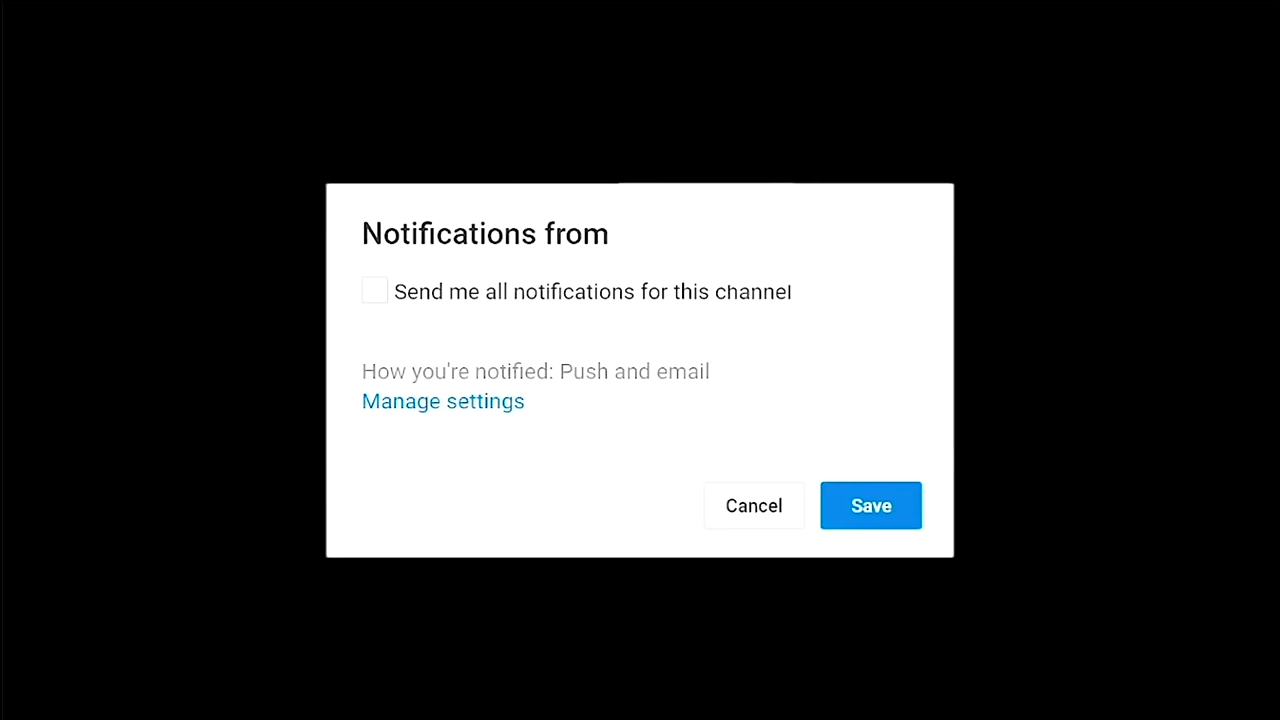 Notifications from
Send me all notifications for this channel
How you're notified: Push and email
Manage settings
Cancel Save